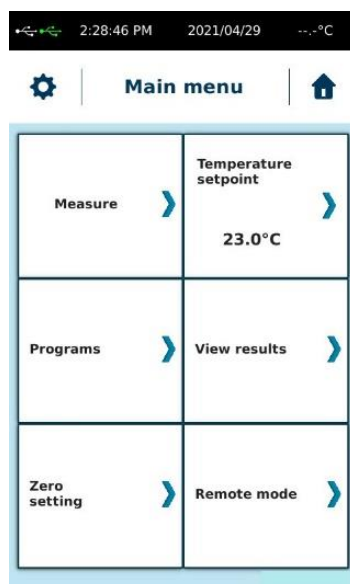 2:28:46 PM 2021/04/29 --.-°C
Main menu
Measure
Temperature
setpoint
23.0°C
Programs
View results
Zero
setting
Remote mode